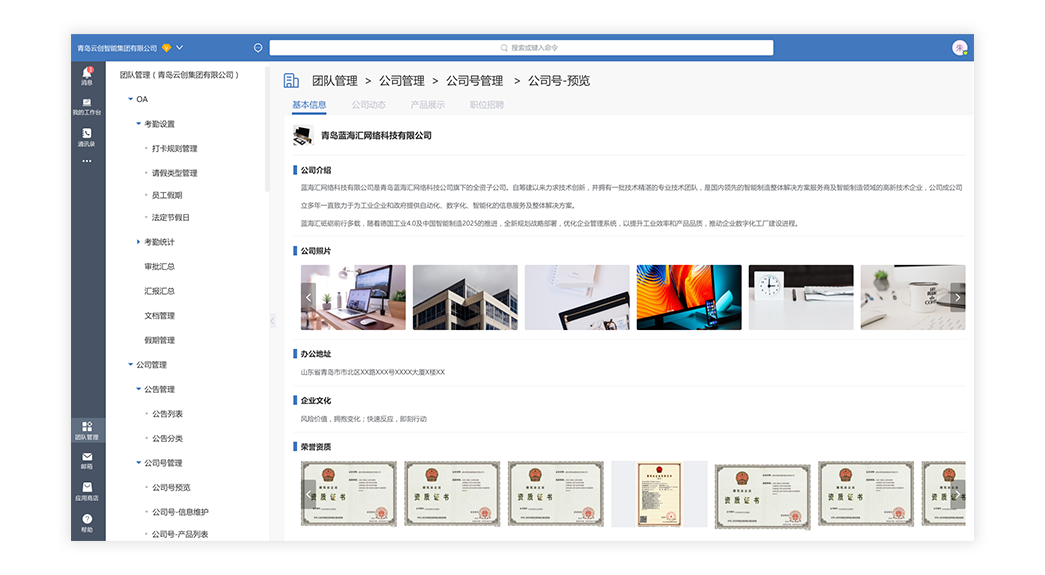 青岛云创智能集团有限公司
搜索或键入命令
朱
消息
我的工作台
通讯录
团队管理
邮箱
应用商店
帮助
团队管理（青岛云创集团有限公司）
OA
考勤设置
打卡规则管理
请假类型管理
员工假期
法定节假日
考勤统计
审批汇总
汇报汇总
文档管理
假期管理
公司管理
公告管理
公告列表
公告分类
公司号管理
公司号预览
公司号-信息维护
公司号-产品列表
团队管理 > 公司管理 > 公司号管理 > 公司号-预览
基本信息 公司动态 产品展示 职位招聘
青岛蓝海汇网络科技有限公司
公司介绍
蓝海汇网络科技有限公司是青岛蓝海汇网络科技公司旗下的全资子公司。自筹建以来力求技术创新，并拥有一批技术精湛的专业技术团队，是国内领先的智能制造整体解决方案服务商及智能制造领域的高新技术企业，公司成公司
立多年一直致力于为工业企业和政府提供自动化、数字化、智能化的信息服务及整体解决方案。
蓝海汇砥砺前行多载，随着德国工业4.0及中国智能制造2025的推进，全新规划战略部署，优化企业管理系统，以提升工业效率和产品品质，推动企业数字化工厂建设进程。
公司照片
办公地址
山东省青岛市市北区XX路XXX号XXXX大厦X楼XX
企业文化
风险价值，拥抱变化；快速反应，即刻行动
荣誉资质
资质证书
资质证书
资质证书
资质证书
资质证书